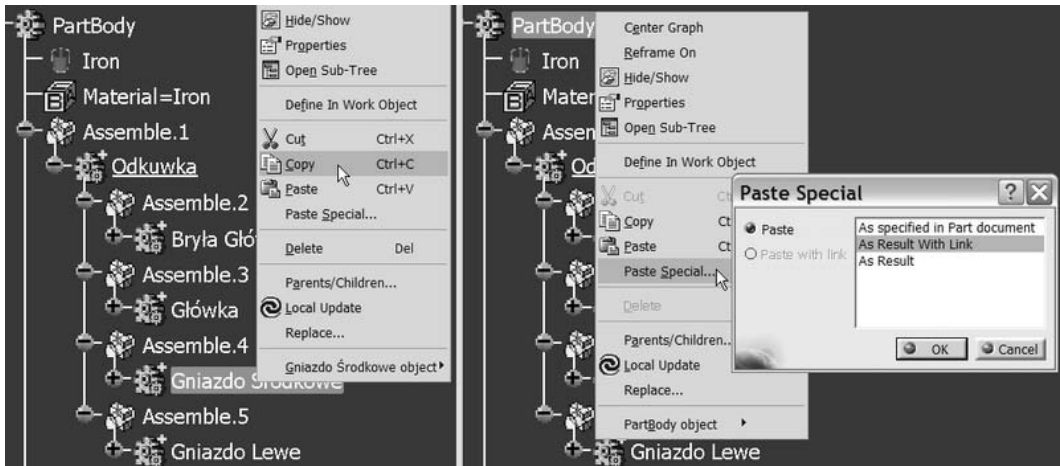 PartBody
Iron
Material=Iron
Assemble.1
Odkuwka
Assemble.2
Bryła Głó
Assemble.3
Główka
Assemble.4
Gniazdo Środkowe
Assemble.5
Gniazdo Lewe
Hide/Show
Properties
Open Sub-Tree
Define In Work Object
Cut Ctrl+X
Copy Ctrl+C
Paste Ctrl+V
Paste Special...
Delete Del
Parents/Children...
Local Update
Replace...
Gniazdo Środkowe object
PartBody
Iron
Mater
Assen
Od
Gniazdo Lewe
Center Graph
Reframe On
Hide/Show
Properties
Open Sub-Tree
Define In Work Object
Cut Ct
Copy Ct
Paste Ct
Paste Special...
Delete
Parents/Children..
Local Update
Replace...
PartBody object
Paste Special
Paste
Paste with link
As specified in Part document
As Result With Link
As Result
OK
Cancel